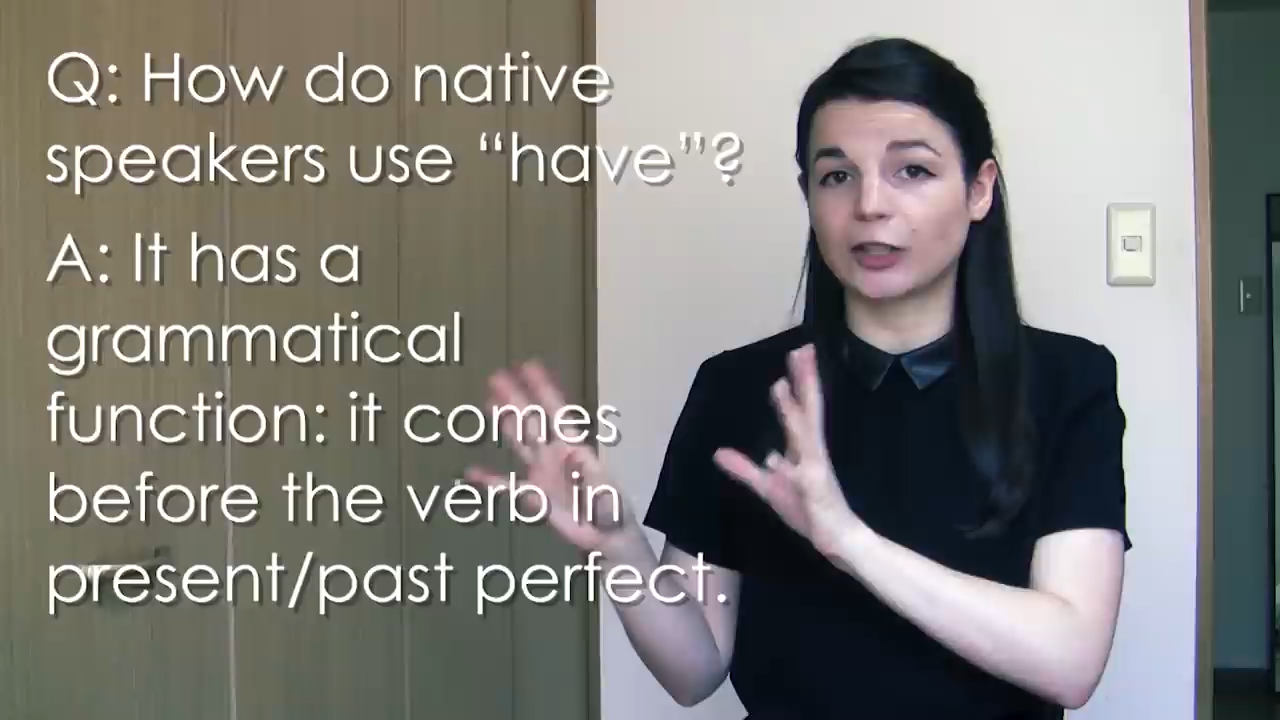 Q: How do native
speakers use “have”?
A: It has a
grammatical
function: it comes
before the verb in
present/past perfect.